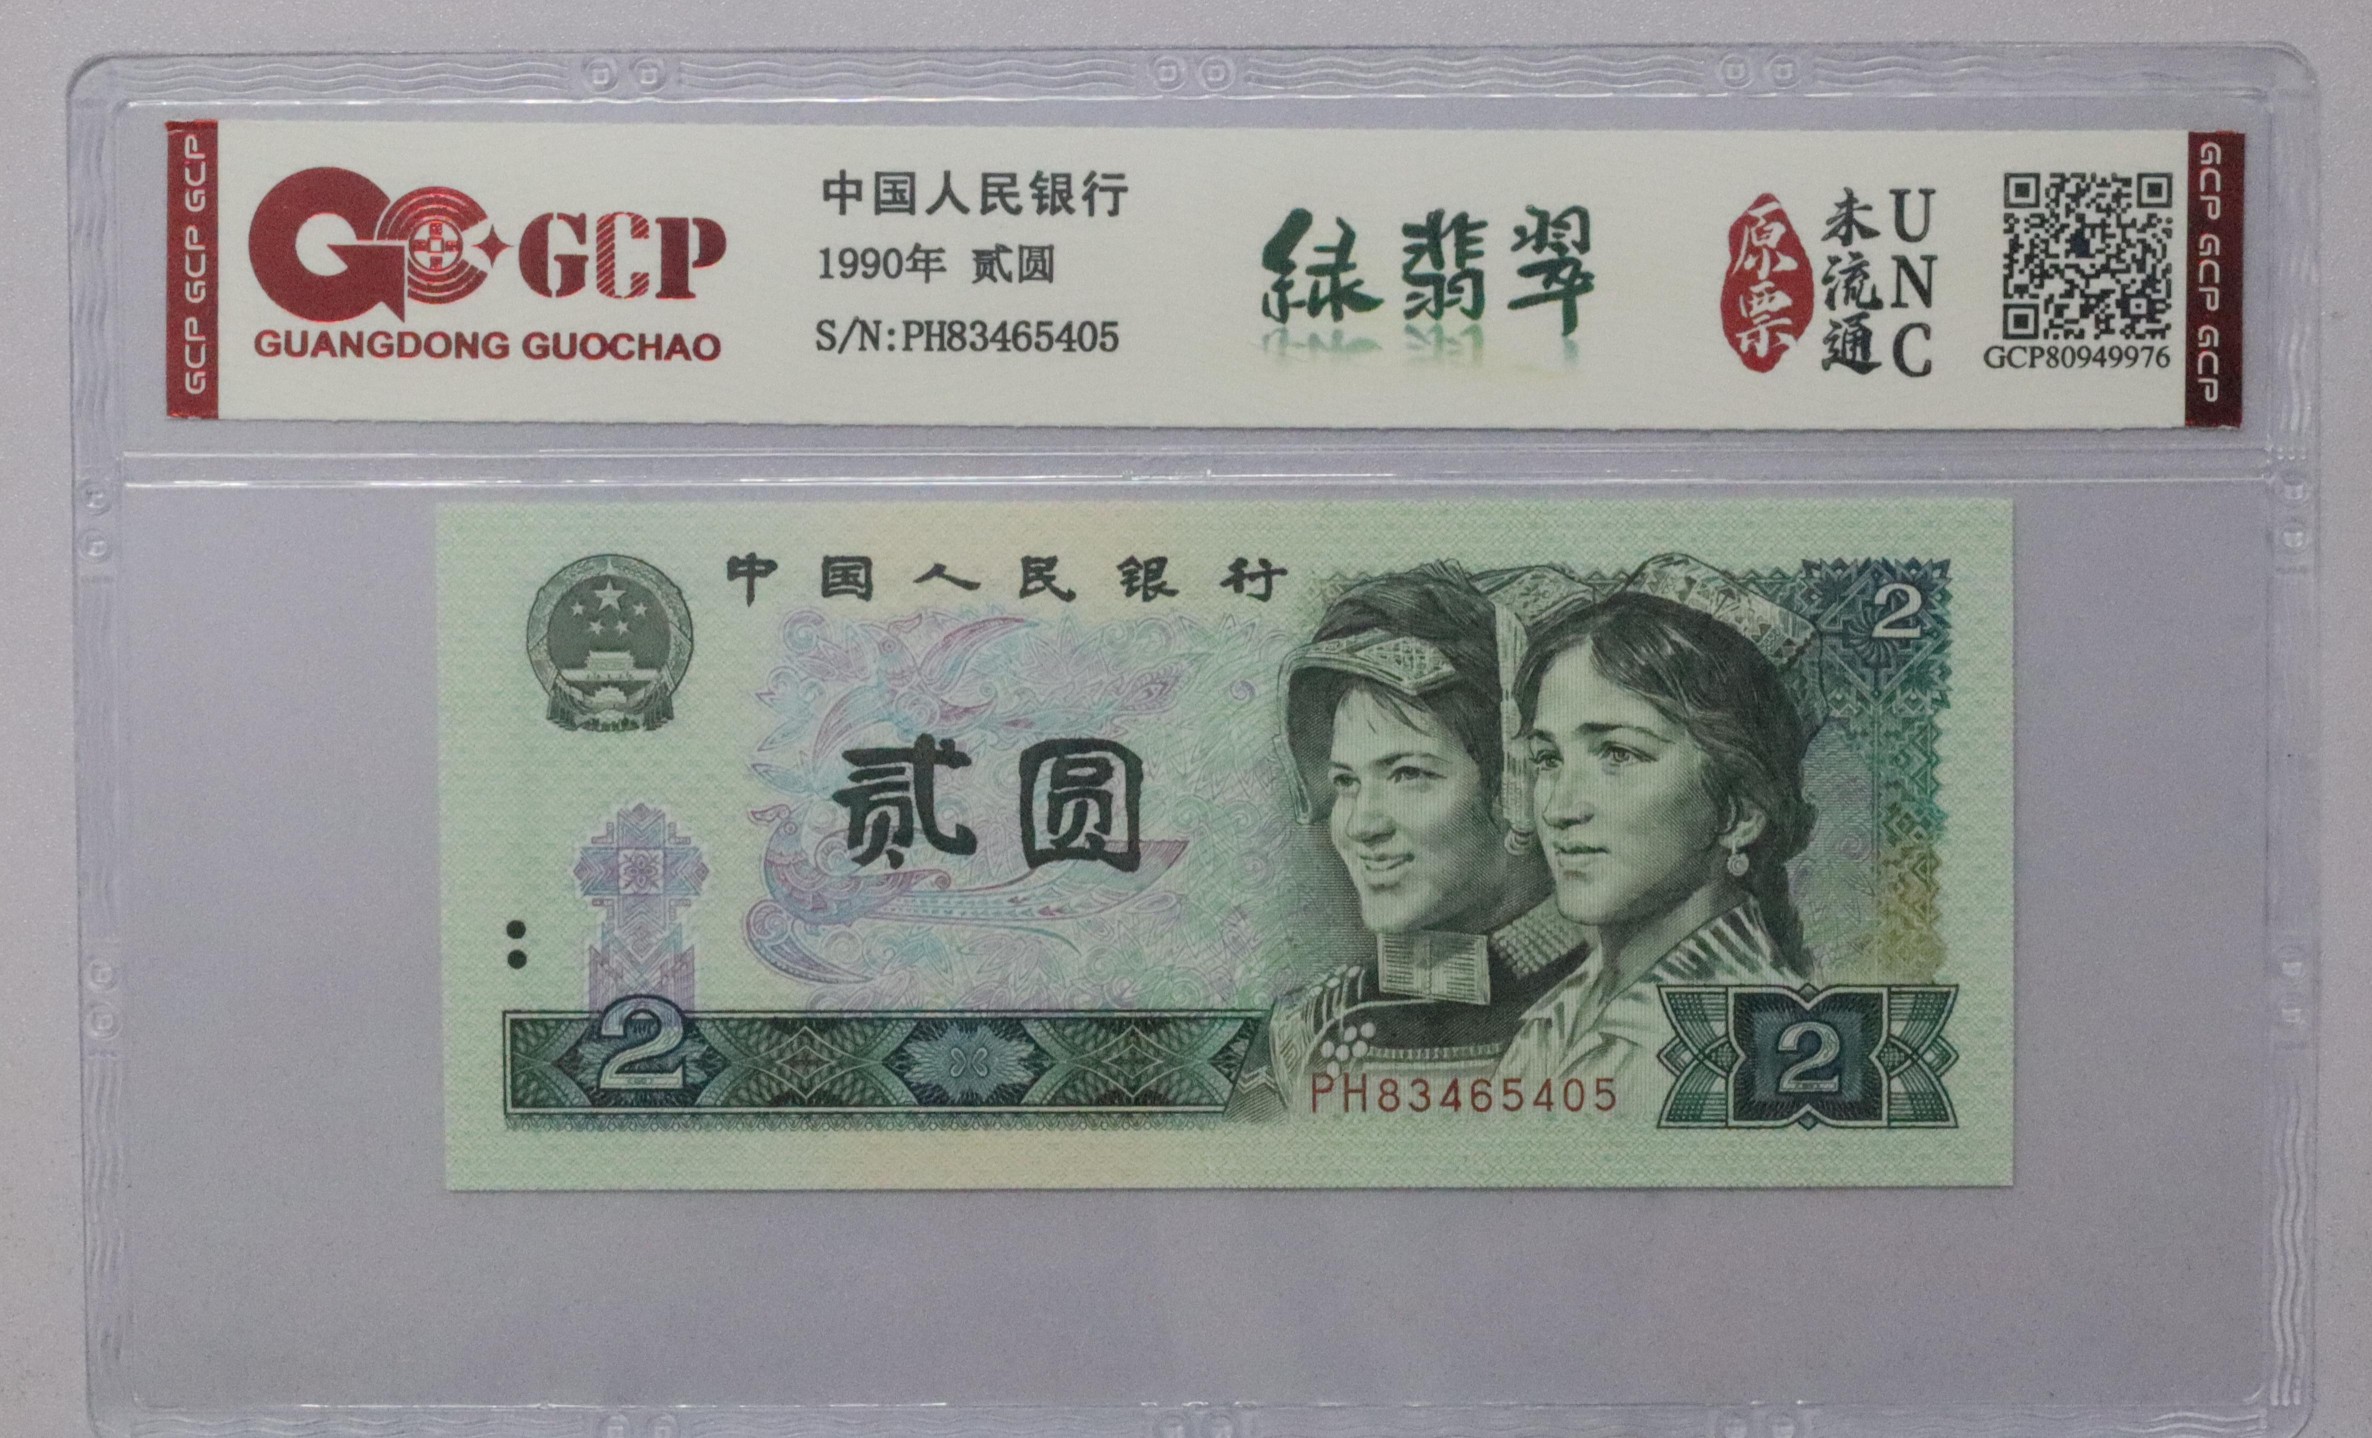 GCP GCP GCP
GCP
GUANGDONG GUOCHAO
中国人民银行
1990年 贰圆
S/N:PH83465405
绿翡翠
原票
未流通
UNC
GCP80949976
GCP GCP GCP
中国人民银行
2
贰圆
2
PH83465405
2